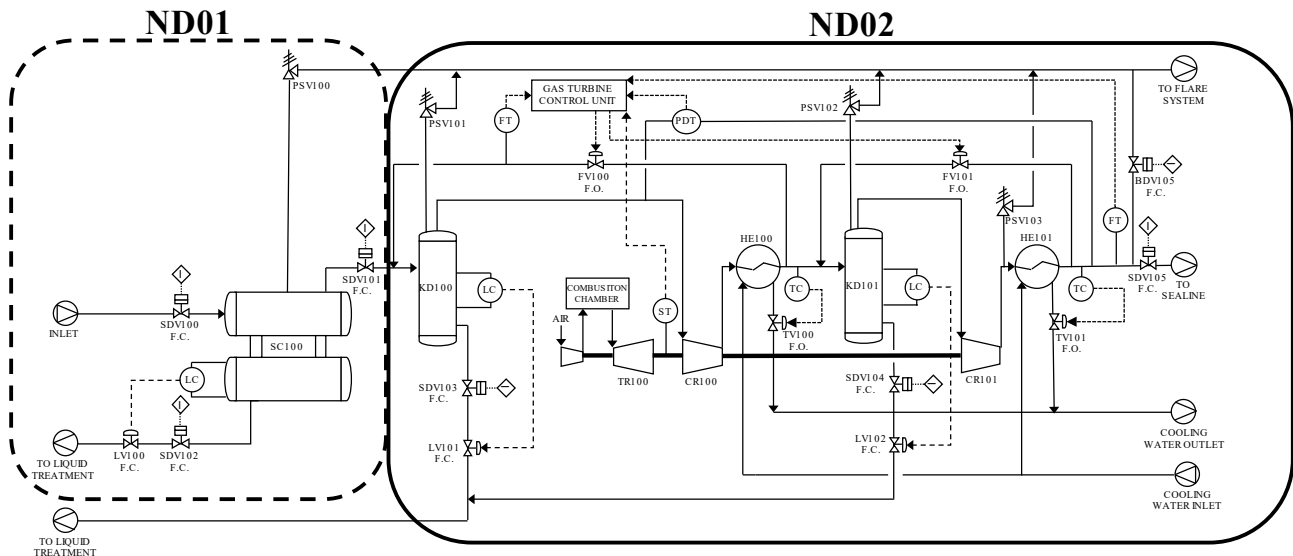 ND01
ND02
PSV100
PSV101
FT
GAS TURBINE
CONTROL UNIT
PDT
PSV102
TO FLARE
SYSTEM
FV100
F.O.
FV101
F.O.
BDV105
F.C.
PSV103
FT
I
I
I
I
SDV101
F.C.
KD100
LC
HE100
KD101
LC
HE101
SDV105
F.C.
TO
SEALINE
INLET
SDV100
F.C.
SC100
COMBUSTION
CHAMBER
ST
TC
TC
AIR
TV100
F.O.
TV101
F.O.
LC
I
TR100
CR100
CR101
SDV103
F.C.
I
SDV104
F.C.
I
TO LIQUID
TREATMENT
LV100
F.C.
SDV102
F.C.
LV101
F.C.
LV102
F.C.
COOLING
WATER OUTLET
COOLING
WATER INLET
TO LIQUID
TREATMENT